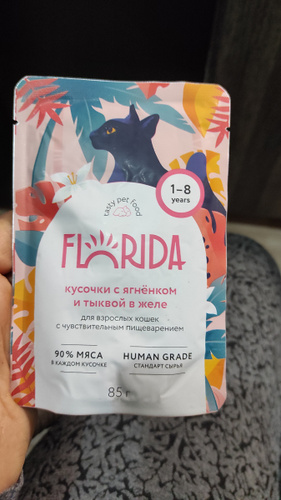 1–8
years
tasty pet food
FLORIDA
кусочки с ягнёнком
и тыквой в желе
для взрослых кошек
с чувствительным пищеварением
90% МЯСА
В КАЖДОМ КУСОЧКЕ
HUMAN GRADE
СТАНДАРТ СЫРЬЯ
85 г